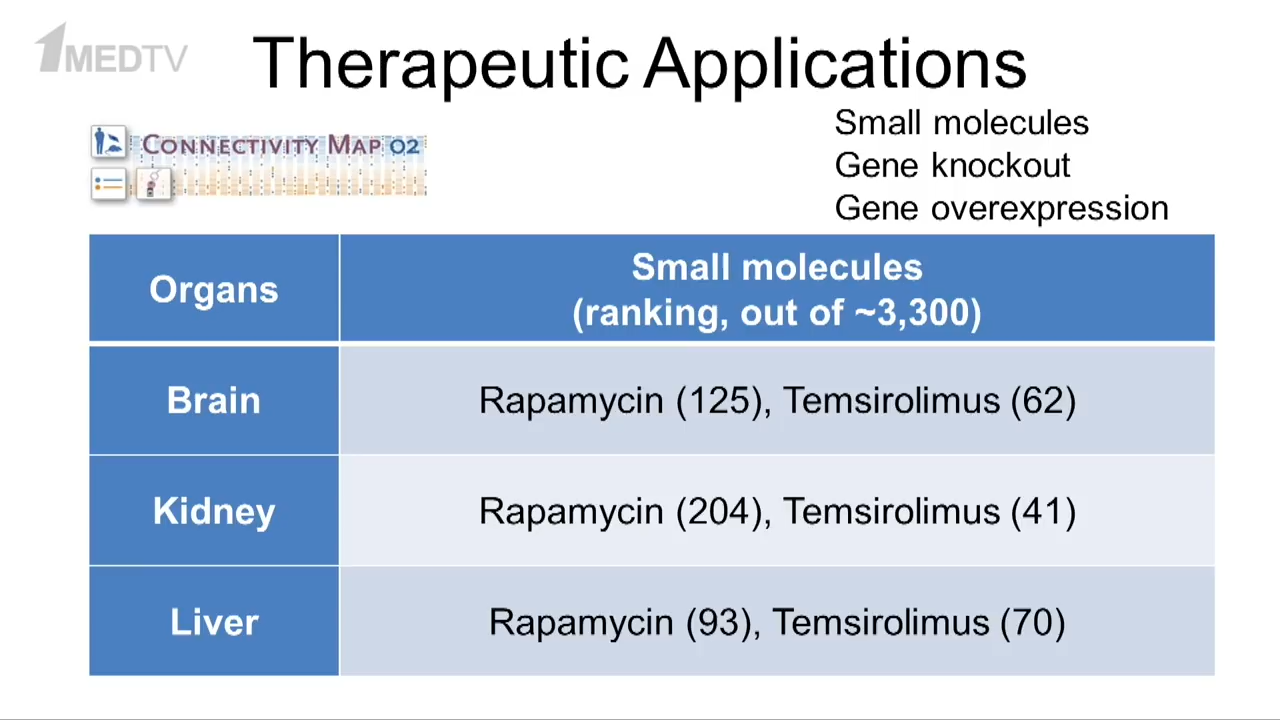 1MEDTV
Therapeutic Applications
CONNECTIVITY MAP 02
Small molecules
Gene knockout
Gene overexpression
Organs
Small molecules
(ranking, out of ~3,300)
Brain
Rapamycin (125), Temsirolimus (62)
Kidney
Rapamycin (204), Temsirolimus (41)
Liver
Rapamycin (93), Temsirolimus (70)